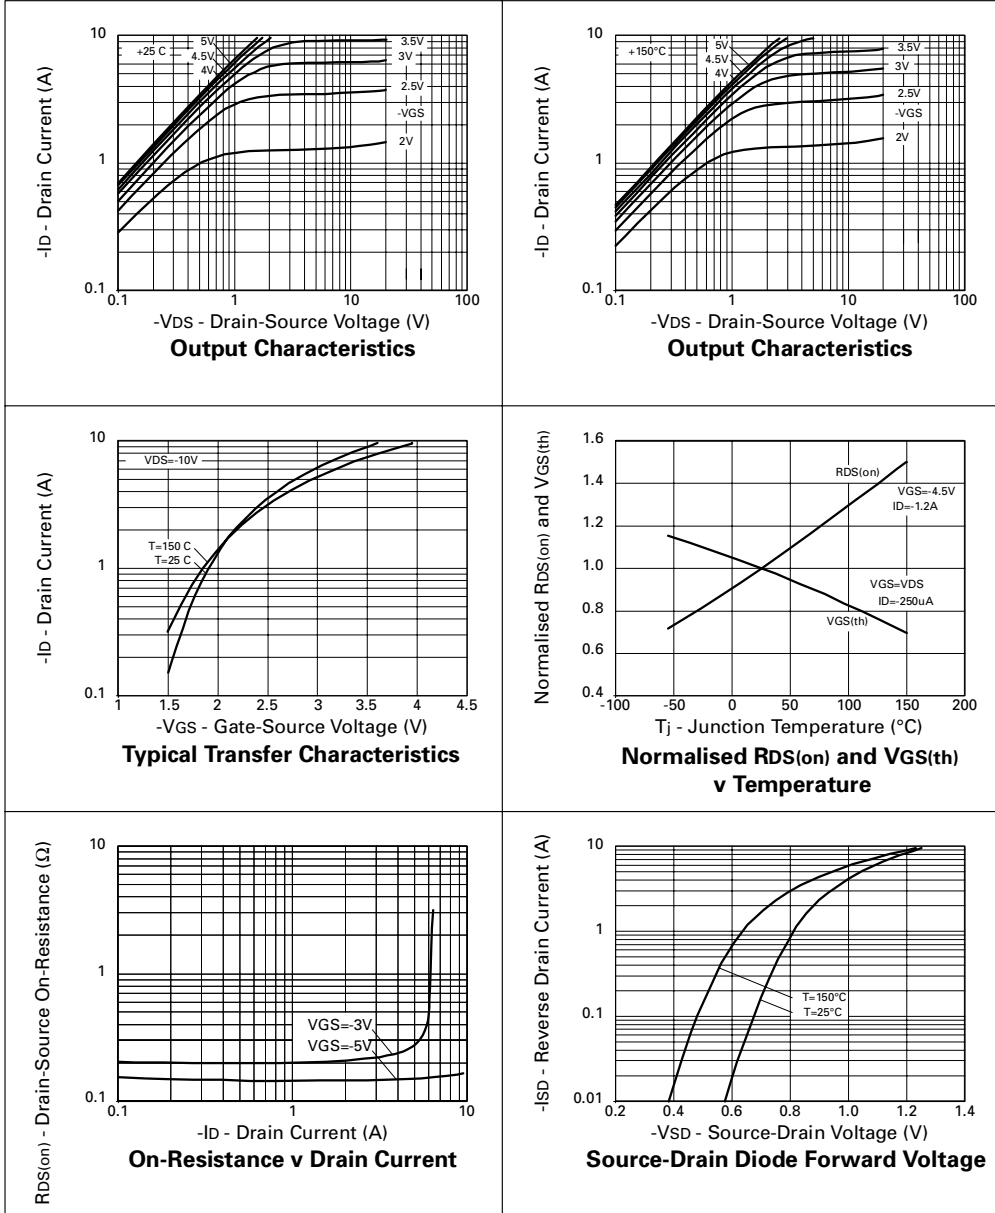 10
1
0.1
-ID - Drain Current (A)
+25 C
5V
4.5V
4V
3.5V
3V
2.5V
-VGS
2V
0.1 1 10 100
-VDS - Drain-Source Voltage (V)
Output Characteristics
10
1
0.1
-ID - Drain Current (A)
+150°C
5V
4.5V
4V
3.5V
3V
2.5V
-VGS
2V
0.1 1 10 100
-VDS - Drain-Source Voltage (V)
Output Characteristics
10
1
0.1
-ID - Drain Current (A)
VDS=-10V
T=150 C
T=25 C
1 1.5 2 2.5 3 3.5 4 4.5
-VGS - Gate-Source Voltage (V)
Typical Transfer Characteristics
1.6
1.4
1.2
1.0
0.8
0.6
0.4
Normalised RDS(on) and VGS(th)
RDS(on)
VGS=-4.5V
ID=-1.2A
VGS=VDS
ID=-250uA
VGS(th)
-100 -50 0 50 100 150 200
Tj - Junction Temperature (°C)
Normalised RDS(on) and VGS(th)
v Temperature
10
1
0.1
RDS(on) - Drain-Source On-Resistance (Ω)
VGS=-3V
VGS=-5V
0.1 1 10
-ID - Drain Current (A)
On-Resistance v Drain Current
10
1
0.1
0.01
-ISD - Reverse Drain Current (A)
T=150°C
T=25°C
0.2 0.4 0.6 0.8 1.0 1.2 1.4
-VSD - Source-Drain Voltage (V)
Source-Drain Diode Forward Voltage